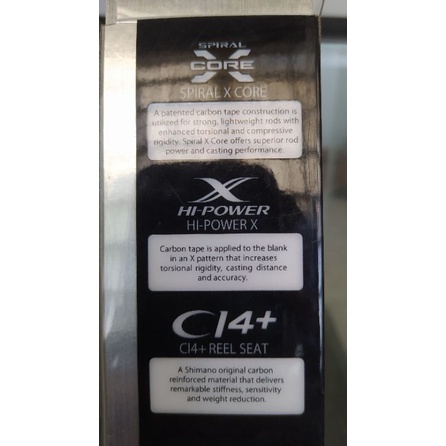 SPIRAL
X
CORE
SPIRAL X CORE
A patented carbon tape construction is
utilized for strong, lightweight rods with
enhanced torsional and compressive
rigidity. Spiral X Core offers superior rod
power and casting performance.
X
HI-POWER
HI-POWER X
Carbon tape is applied to the blank
in an X pattern that increases
torsional rigidity, casting distance
and accuracy.
CI4+
CI4+ REEL SEAT
A Shimano original carbon
reinforced material that delivers
remarkable stiffness, sensitivity
and weight reduction.